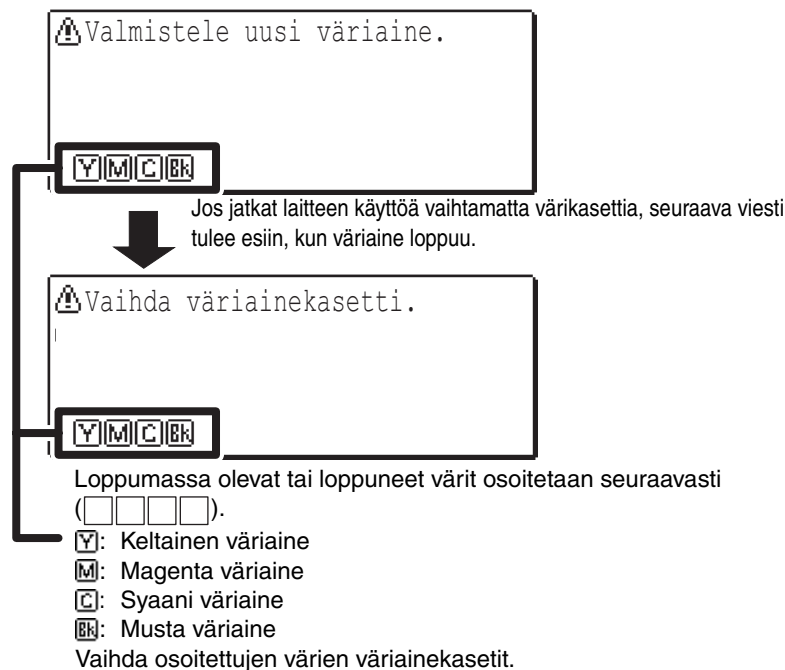 Valmistele uusi väriaine.
Y M C Bk
Jos jatkat laitteen käyttöä vaihtamatta värikasettia, seuraava viesti
tulee esiin, kun väriaine loppuu.
Vaihda väriainekasetti.
Y M C Bk
Loppumassa olevat tai loppuneet värit osoitetaan seuraavasti
(□□□□).
Y: Keltainen väriaine
M: Magenta väriaine
C: Syaani väriaine
Bk: Musta väriaine
Vaihda osoitettujen värien väriainekasetit.